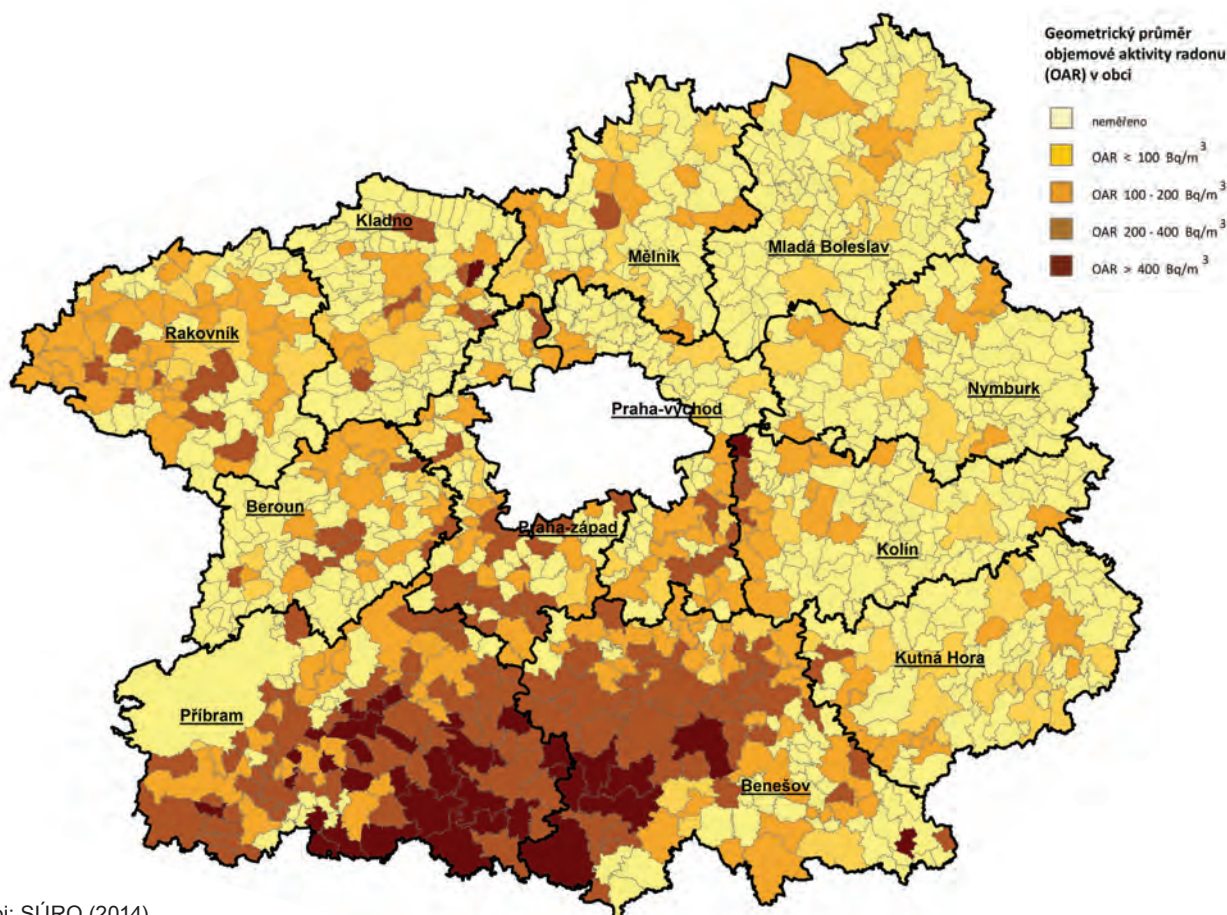 Geometrický průměr
objemové aktivity radonu
(OAR) v obci
neměřeno
OAR < 100 Bq/m³
OAR 100 - 200 Bq/m³
OAR 200 - 400 Bq/m³
OAR > 400 Bq/m³
Kladno
Mělník
Mladá Boleslav
Rakovník
Nymburk
Praha-východ
Beroun
Praha-západ
Kolín
Kutná Hora
Příbram
Benešov
SÚRO (2014)